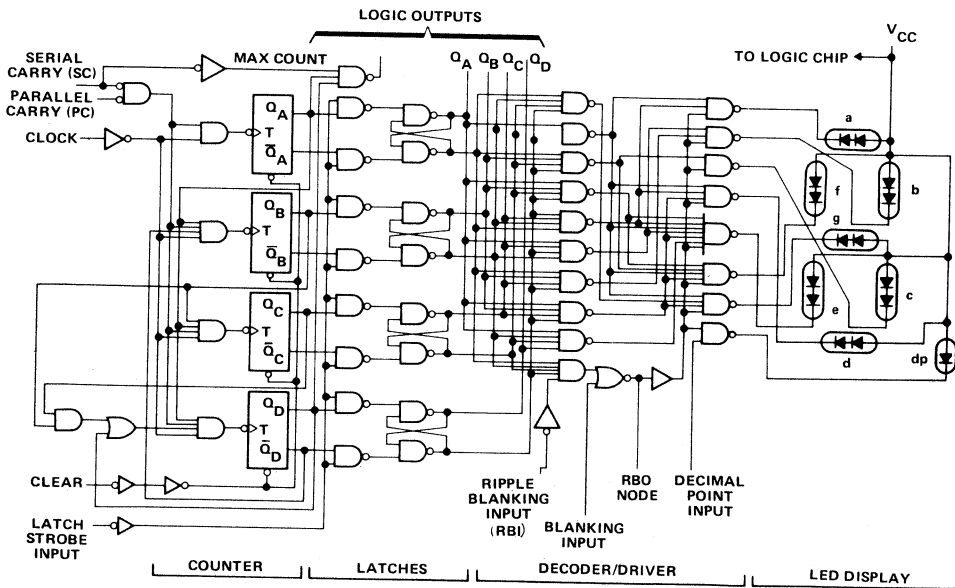 LOGIC OUTPUTS
V CC
SERIAL
CARRY (SC)
MAX COUNT
Q A
Q B
Q C
Q D
TO LOGIC CHIP
PARALLEL
CARRY (PC)
CLOCK
Q A
T
Q̅ A
a
f
b
Q B
T
Q̅ B
g
Q C
T
Q̅ C
e
c
d
dp
Q D
T
Q̅ D
CLEAR
LATCH
STROBE
INPUT
RIPPLE
BLANKING
INPUT
(RBI)
BLANKING
INPUT
RBO
NODE
DECIMAL
POINT
INPUT
COUNTER
LATCHES
DECODER/DRIVER
LED DISPLAY